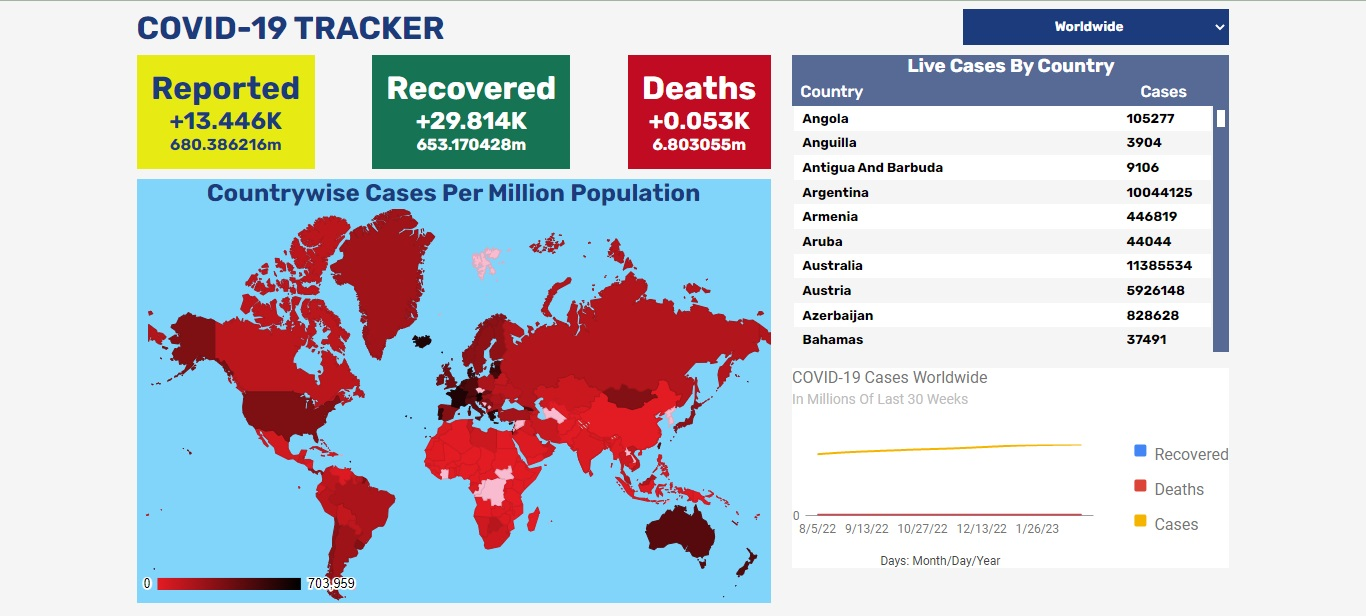 COVID-19 TRACKER
Worldwide
Reported
+13.446K
680.386216m
Recovered
+29.814K
653.170428m
Deaths
+0.053K
6.803055m
Countrywise Cases Per Million Population
0 703,959
Live Cases By Country
Country Cases
Angola 105277
Anguilla 3904
Antigua And Barbuda 9106
Argentina 10044125
Armenia 446819
Aruba 44044
Australia 11385534
Austria 5926148
Azerbaijan 828628
Bahamas 37491
COVID-19 Cases Worldwide
In Millions Of Last 30 Weeks
Recovered
Deaths
Cases
0
8/5/22 9/13/22 10/27/22 12/13/22 1/26/23
Days: Month/Day/Year